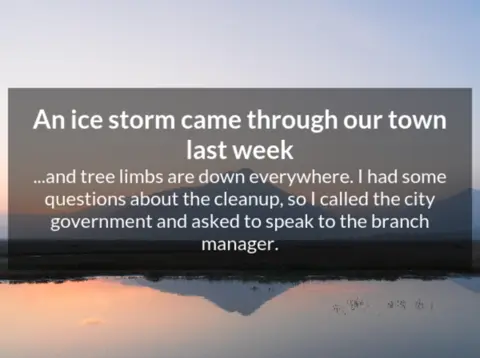 An ice storm came through our town
last week
...and tree limbs are down everywhere. I had some
questions about the cleanup, so I called the city
government and asked to speak to the branch
manager.